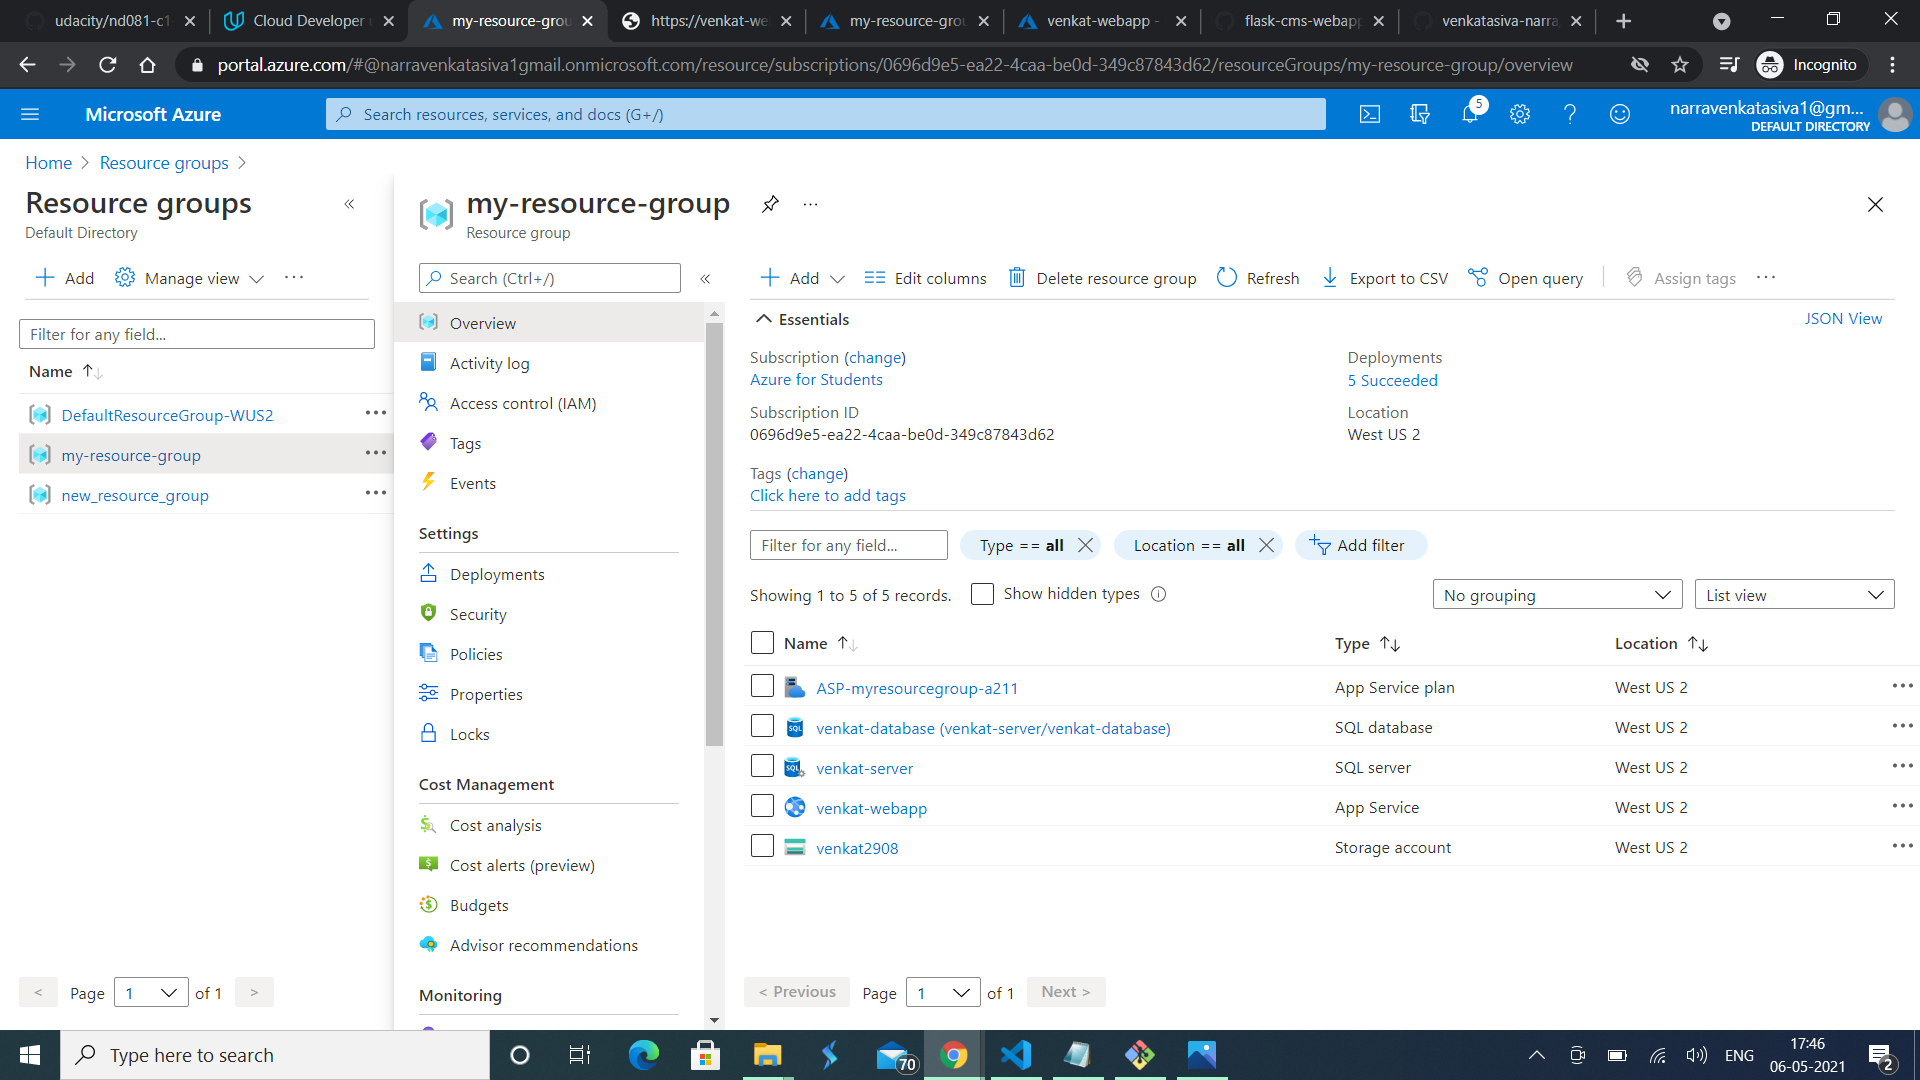 udacity/nd081-c1
Cloud Developer
my-resource-grou
https://venkat-we
my-resource-grou
venkat-webapp -
flask-cms-webapp
venkatasiva-narra
portal.azure.com/#@narravenkatasiva1gmail.onmicrosoft.com/resource/subscriptions/0696d9e5-ea22-4caa-be0d-349c87843d62/resourceGroups/my-resource-group/overview
Incognito
Microsoft Azure
Search resources, services, and docs (G+/)
5
narravenkatasiva1@gm...
DEFAULT DIRECTORY
Home
Resource groups
Resource groups
Default Directory
Add
Manage view
Filter for any field...
Name
DefaultResourceGroup-WUS2
my-resource-group
new_resource_group
< Page 1 of 1 >
my-resource-group
Resource group
Search (Ctrl+/)
Overview
Activity log
Access control (IAM)
Tags
Events
Settings
Deployments
Security
Policies
Properties
Locks
Cost Management
Cost analysis
Cost alerts (preview)
Budgets
Advisor recommendations
Monitoring
Add
Edit columns
Delete resource group
Refresh
Export to CSV
Open query
Assign tags
Essentials
JSON View
Subscription (change)
Azure for Students
Deployments
5 Succeeded
Subscription ID
0696d9e5-ea22-4caa-be0d-349c87843d62
Location
West US 2
Tags (change)
Click here to add tags
Filter for any field...
Type == all
Location == all
Add filter
Showing 1 to 5 of 5 records.
Show hidden types
No grouping
List view
Name Type Location
ASP-myresourcegroup-a211 App Service plan West US 2
venkat-database (venkat-server/venkat-database) SQL database West US 2
venkat-server SQL server West US 2
venkat-webapp App Service West US 2
venkat2908 Storage account West US 2
< Previous Page 1 of 1 Next >
Type here to search
70
ENG
17:46
06-05-2021
2